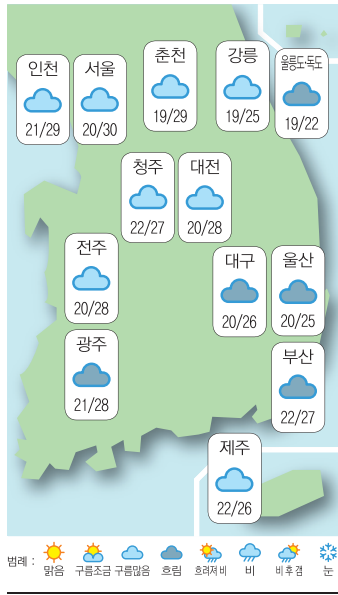 인천
21/29
서울
20/30
춘천
19/29
강릉
19/25
울릉도·독도
19/22
청주
22/27
대전
20/28
전주
20/28
대구
20/26
울산
20/25
광주
21/28
부산
22/27
제주
22/26
범례 : 맑음 구름조금 구름많음 흐림 흐려져 비 비 비 후 갬 눈